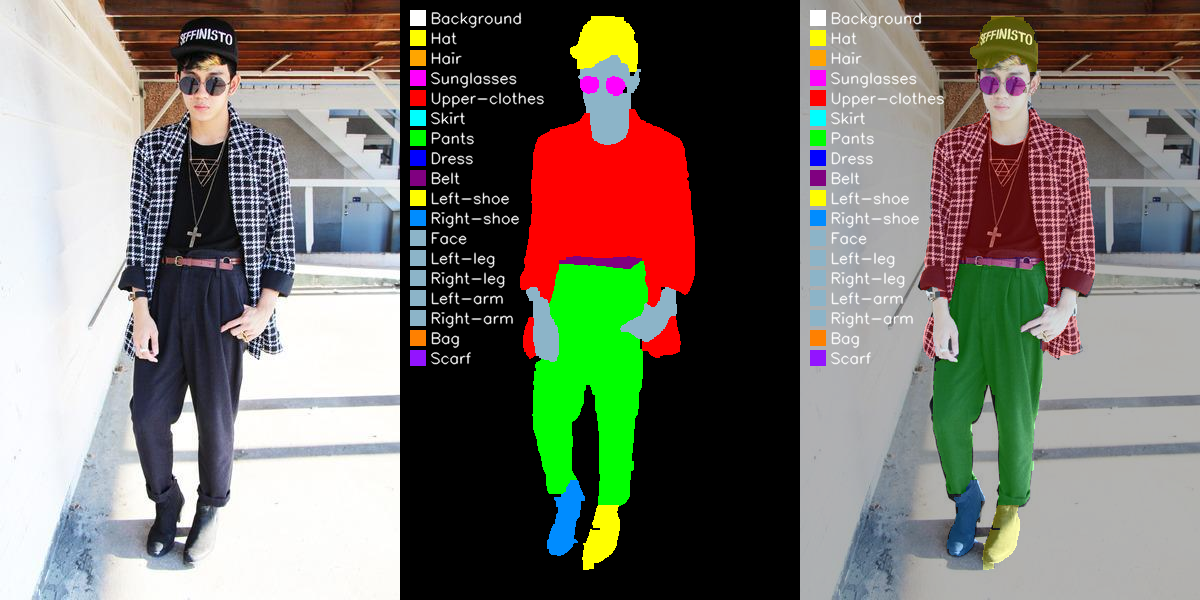 SEFFINISTO
Background
Hat
Hair
Sunglasses
Upper-clothes
Skirt
Pants
Dress
Belt
Left-shoe
Right-shoe
Face
Left-leg
Right-leg
Left-arm
Right-arm
Bag
Scarf
SEFFINISTO
Background
Hat
Hair
Sunglasses
Upper-clothes
Skirt
Pants
Dress
Belt
Left-shoe
Right-shoe
Face
Left-leg
Right-leg
Left-arm
Right-arm
Bag
Scarf